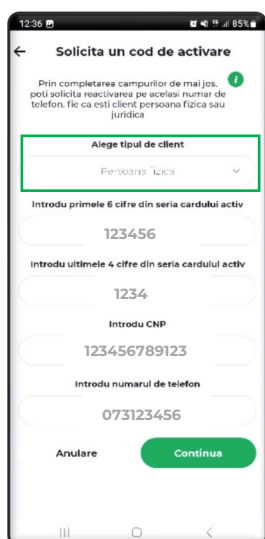 12:36 85%
Solicita un cod de activare
Prin completarea campurilor de mai jos,
poti solicita reactivarea pe acelasi numar de
telefon, fie ca esti client persoana fizica sau
juridica
Alege tipul de client
Persoana fizica
Introdu primele 6 cifre din seria cardului activ
123456
Introdu ultimele 4 cifre din seria cardului activ
1234
Introdu CNP
123456789123
Introdu numarul de telefon
073123456
Anulare Continua